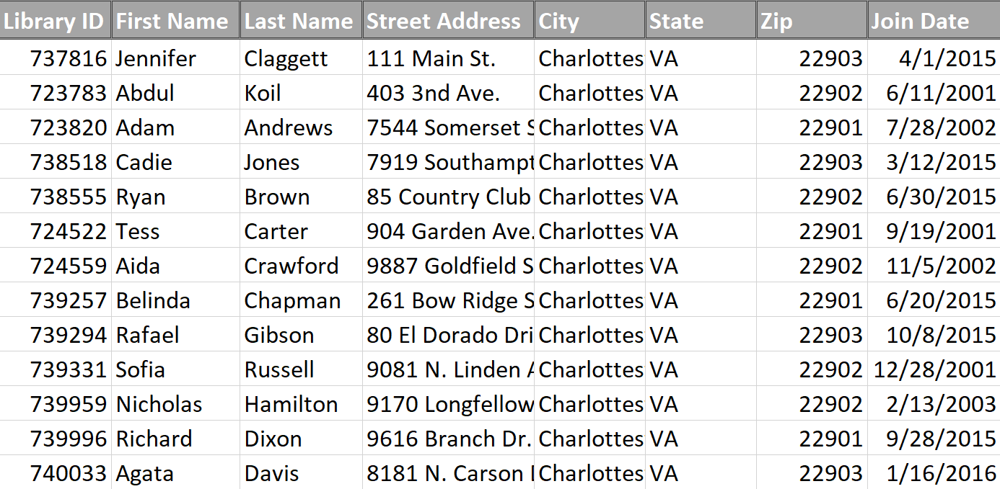 Library ID First Name Last Name Street Address City State Zip Join Date
737816 Jennifer Claggett 111 Main St. Charlottes VA 22903 4/1/2015
723783 Abdul Koil 403 3nd Ave. Charlottes VA 22902 6/11/2001
723820 Adam Andrews 7544 Somerset Charlottes VA 22901 7/28/2002
738518 Cadie Jones 7919 Southampt Charlottes VA 22903 3/12/2015
738555 Ryan Brown 85 Country Club Charlottes VA 22902 6/30/2015
724522 Tess Carter 904 Garden Ave. Charlottes VA 22901 9/19/2001
724559 Aida Crawford 9887 Goldfield S Charlottes VA 22902 11/5/2002
739257 Belinda Chapman 261 Bow Ridge S Charlottes VA 22901 6/20/2015
739294 Rafael Gibson 80 El Dorado Dri Charlottes VA 22903 10/8/2015
739331 Sofia Russell 9081 N. Linden Charlottes VA 22902 12/28/2001
739959 Nicholas Hamilton 9170 Longfellow Charlottes VA 22902 2/13/2003
739996 Richard Dixon 9616 Branch Dr. Charlottes VA 22901 9/28/2015
740033 Agata Davis 8181 N. Carson Charlottes VA 22903 1/16/2016